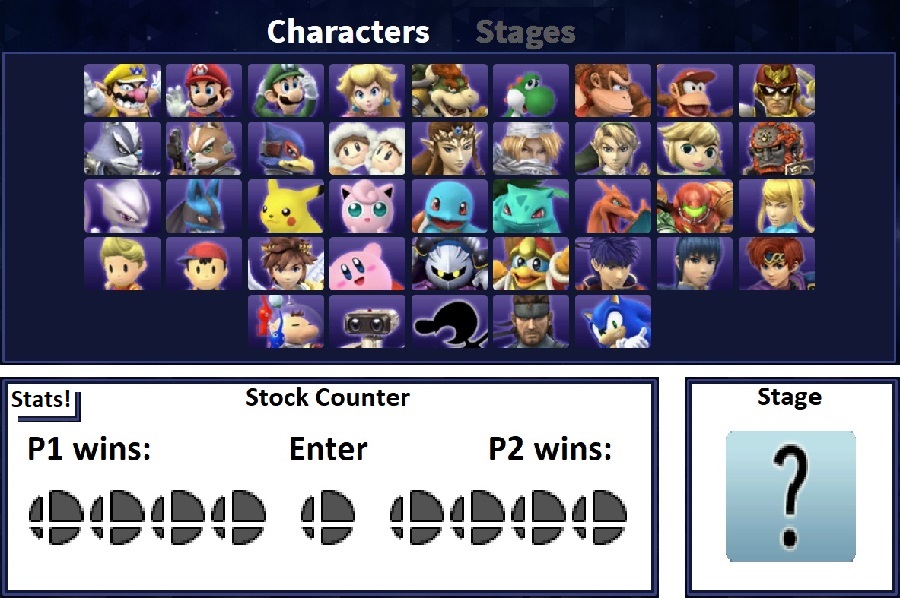 Characters Stages
Stats!
Stock Counter
Stage
P1 wins:
Enter
P2 wins:
?